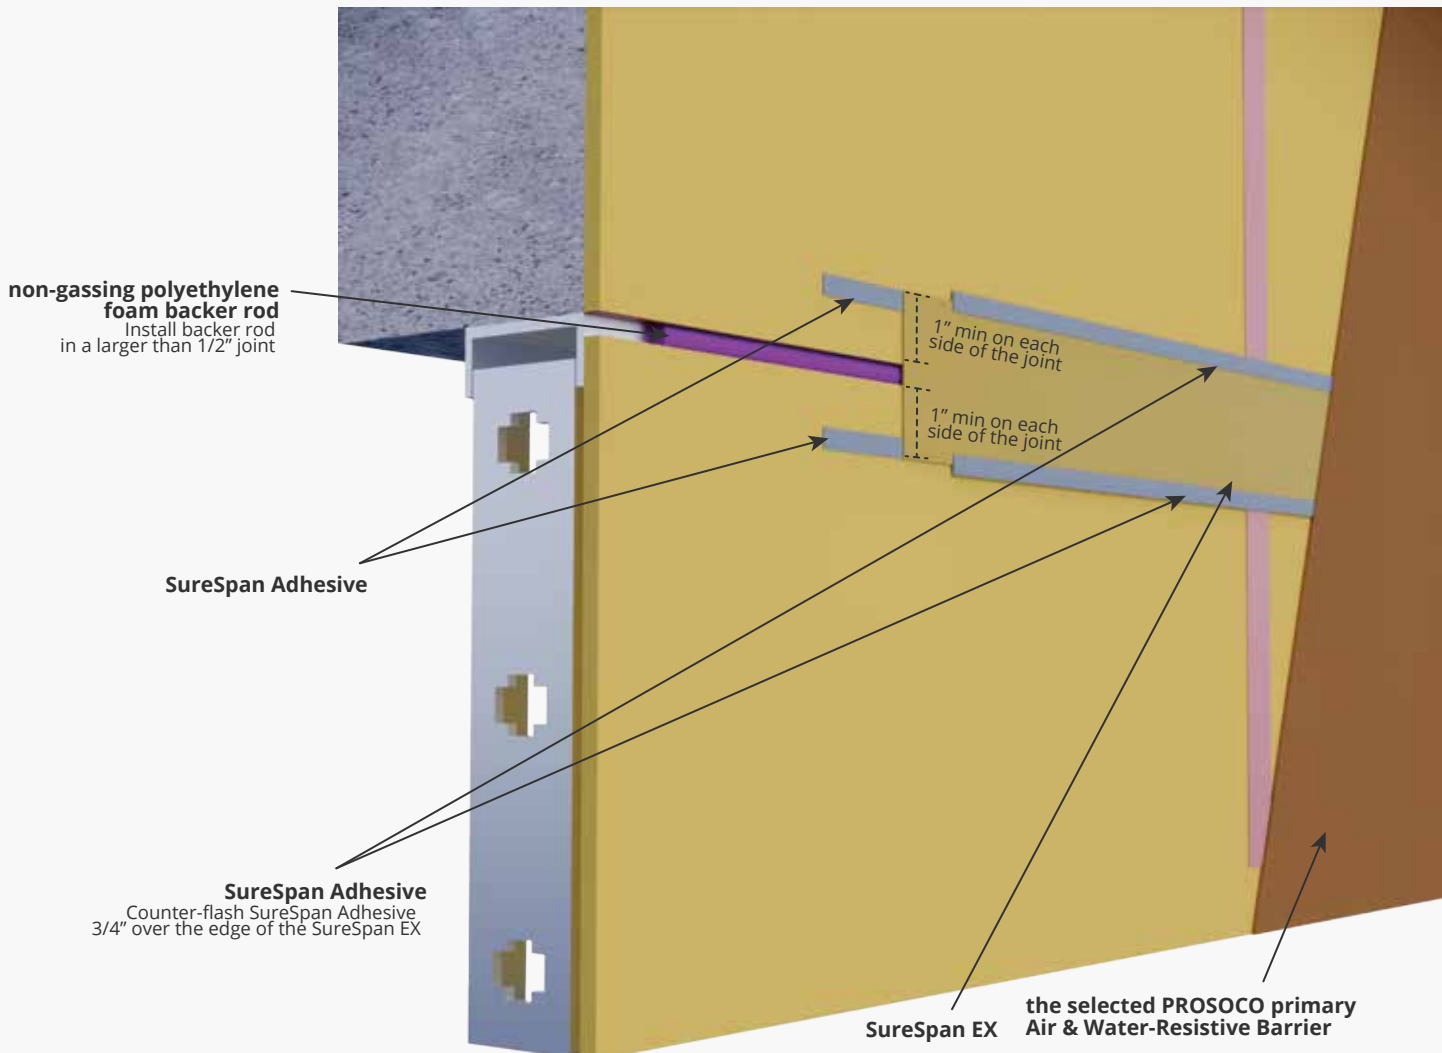 non-gassing polyethylene
foam backer rod
Install backer rod
in a larger than 1/2” joint
1” min on each
side of the joint
1” min on each
side of the joint
SureSpan Adhesive
SureSpan Adhesive
Counter-flash SureSpan Adhesive
3/4” over the edge of the SureSpan EX
SureSpan EX
the selected PROSOCO primary
Air & Water-Resistive Barrier